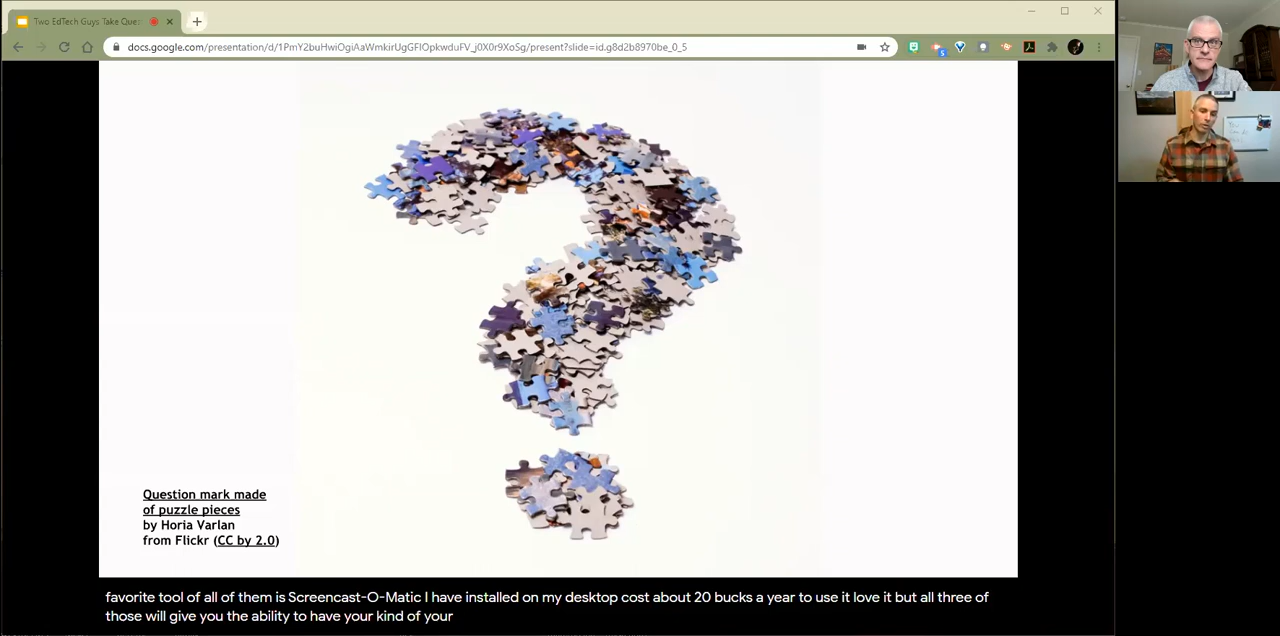 Two EdTech Guys Take Ques
docs.google.com/presentation/d/1PmY2buHwiOgiAaWmkirUgGFIOpkwduFV_j0X0r9XoSg/present?slide=id.g8d2b8970be_0_5
5
Question mark made
of puzzle pieces
by Horia Varlan
from Flickr (CC by 2.0)
favorite tool of all of them is Screencast-O-Matic I have installed on my desktop cost about 20 bucks a year to use it love it but all three of
those will give you the ability to have your kind of your